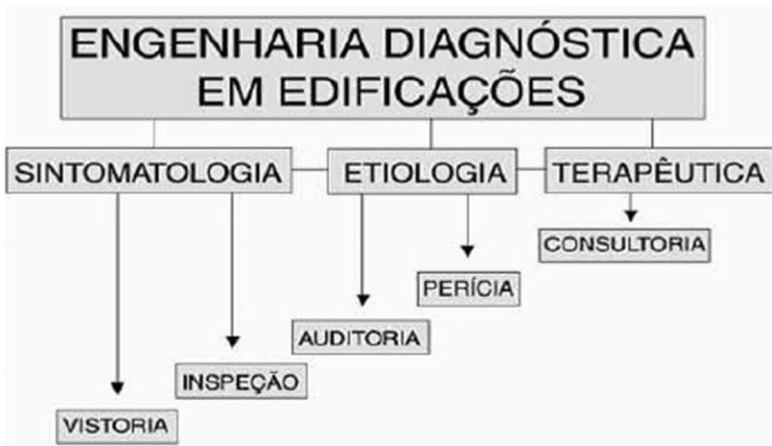 ENGENHARIA DIAGNÓSTICA
EM EDIFICAÇÕES
SINTOMATOLOGIA
ETIOLOGIA
TERAPÊUTICA
CONSULTORIA
PERÍCIA
AUDITORIA
INSPEÇÃO
VISTORIA